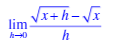 lim h→0 (√(x+h) − √x) / h